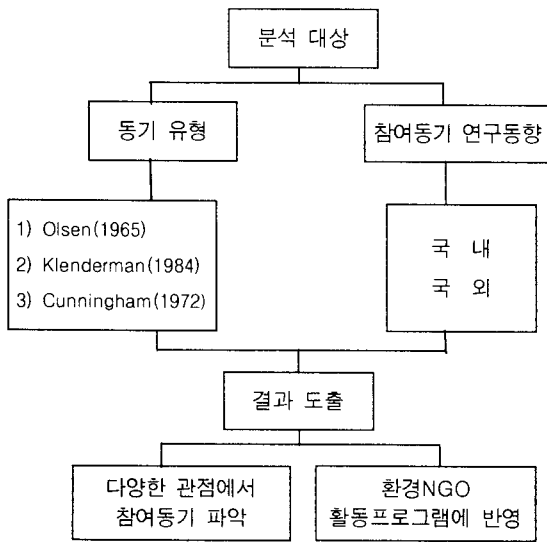 분석 대상
동기 유형
참여동기 연구동향
1) Olsen(1965)
2) Klenderman(1984)
3) Cunningham(1972)
국 내
국 외
결과 도출
다양한 관점에서
참여동기 파악
환경NGO
활동프로그램에 반영